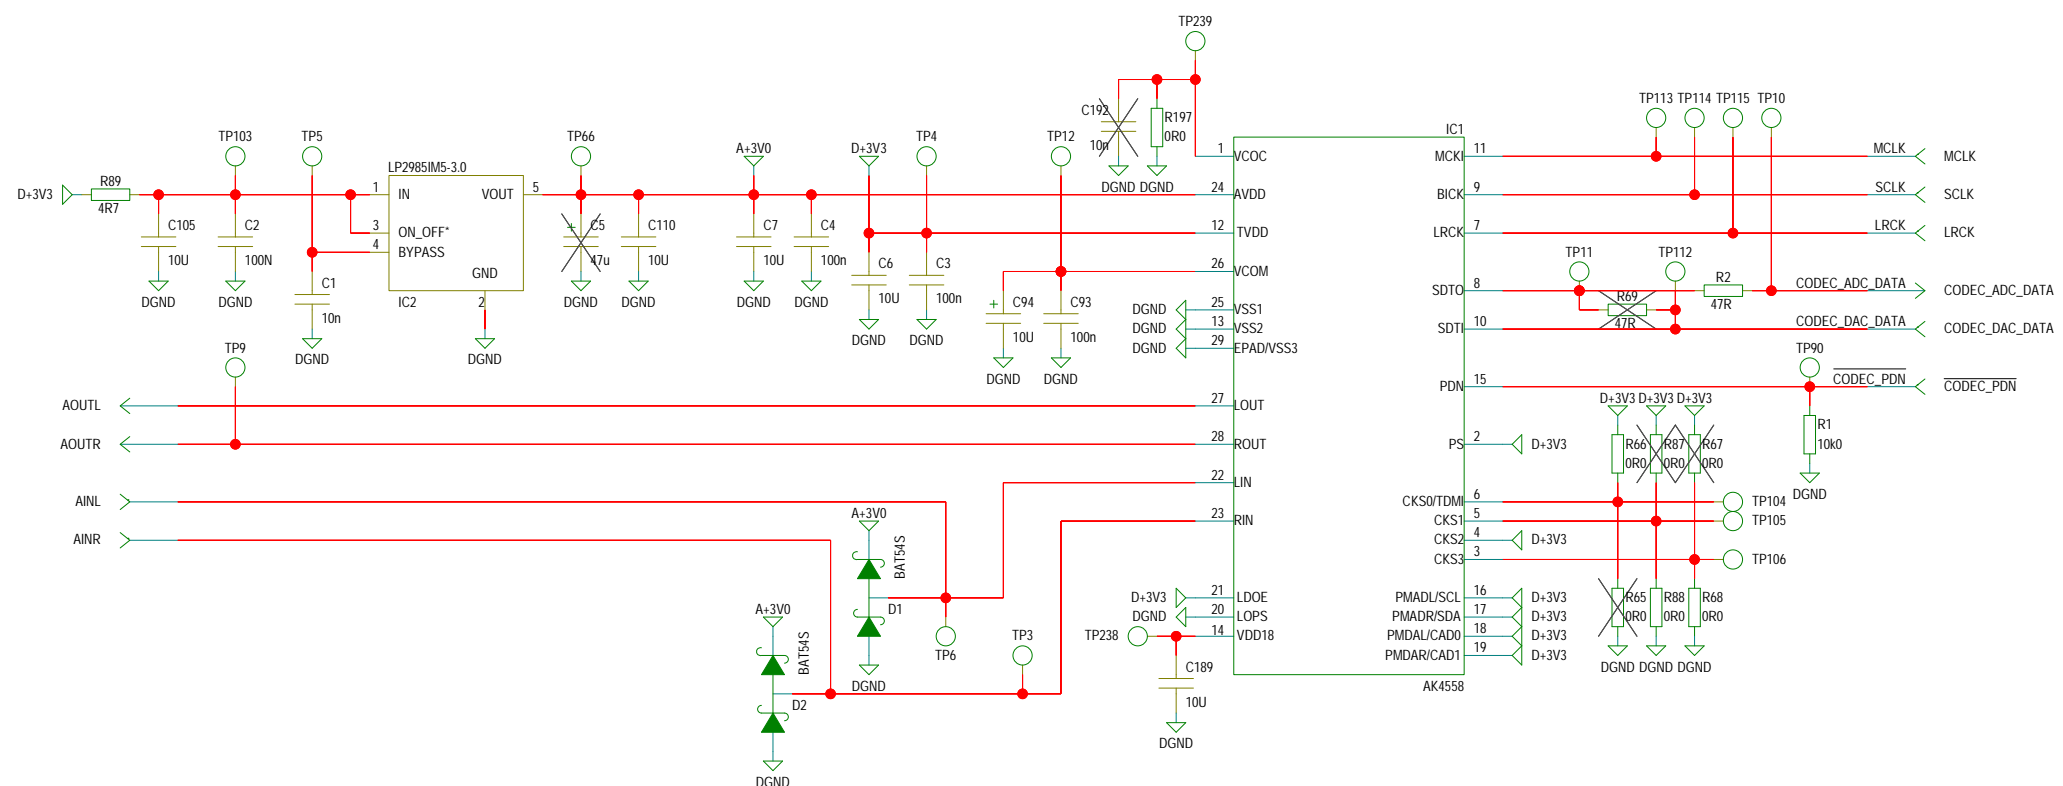 TP239
C192
10n
R197
0R0
DGND
DGND
TP113
TP114
TP115
TP10
IC1
TP103
TP5
TP66
A+3V0
D+3V3
TP4
TP12
LP2985IM5-3.0
1
VCOC
MCKI
11
MCLK
MCLK
D+3V3
R89
4R7
1
IN
VOUT
5
24
AVDD
BICK
9
SCLK
SCLK
C105
10U
C2
100N
3
ON_OFF*
4
BYPASS
GND
2
IC2
C1
10n
+
C5
47u
C110
10U
C7
10U
C4
100n
12
TVDD
LRCK
7
LRCK
LRCK
DGND
DGND
DGND
DGND
DGND
DGND
DGND
DGND
C6
10U
C3
100n
26
VCOM
TP11
TP112
SDTO
8
R2
47R
CODEC_ADC_DATA
CODEC_ADC_DATA
R69
47R
+
C94
10U
C93
100n
DGND
25
VSS1
DGND
13
VSS2
DGND
29
EPAD/VSS3
SDTI
10
CODEC_DAC_DATA
CODEC_DAC_DATA
DGND
DGND
DGND
DGND
DGND
TP9
TP90
PDN
15
CODEC_PDN
CODEC_PDN
AOUTL
27
LOUT
D+3V3
D+3V3
D+3V3
R1
10k0
DGND
AOUTR
28
ROUT
PS
2
D+3V3
R66
0R0
R87
0R0
R67
0R0
AINL
22
LIN
CKS0/TDMI
6
TP104
A+3V0
23
RIN
CKS1
5
TP105
AINR
CKS2
4
D+3V3
CKS3
3
TP106
BAT54S
D1
D+3V3
21
LDOE
PMADL/SCL
16
D+3V3
R65
0R0
R88
0R0
R68
0R0
A+3V0
DGND
20
LOPS
PMADR/SDA
17
D+3V3
TP238
14
VDD18
PMDAL/CAD0
18
D+3V3
PMDAR/CAD1
19
D+3V3
BAT54S
TP6
TP3
DGND
DGND
DGND
DGND
C189
10U
AK4558
D2
DGND
DGND